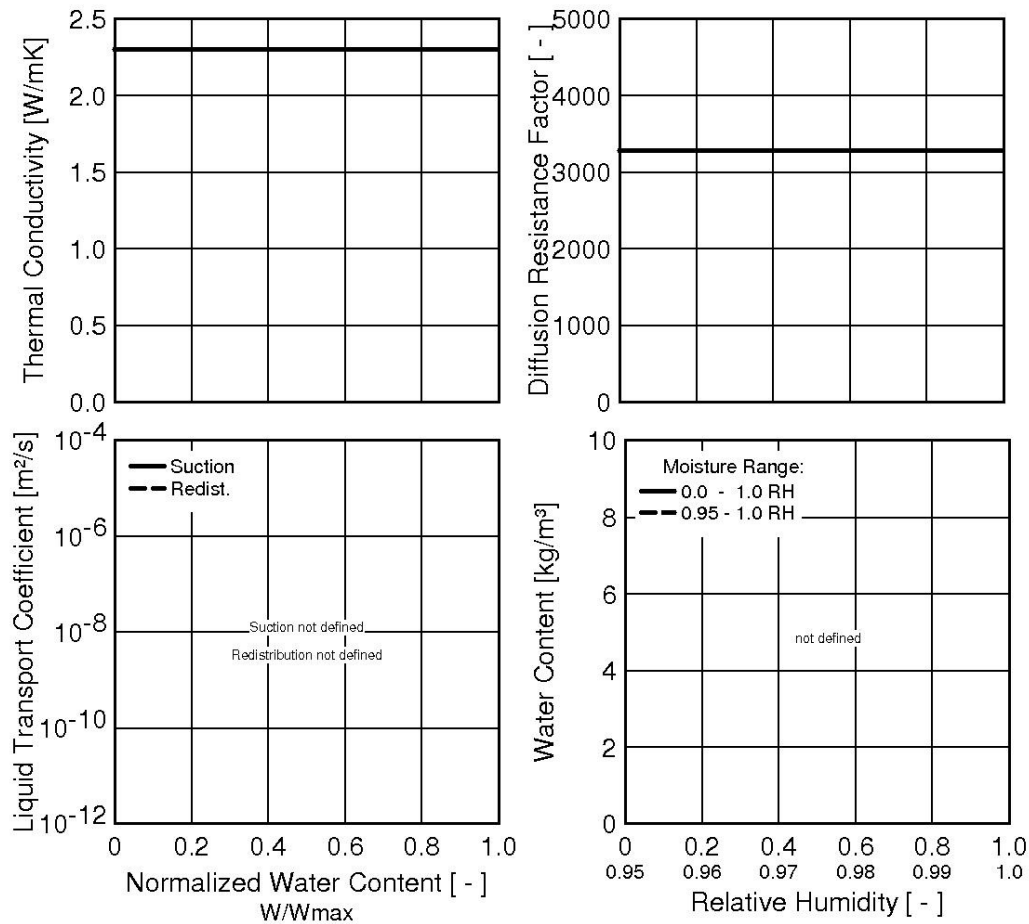 Thermal Conductivity [W/mK]
2.5
2.0
1.5
1.0
0.5
0.0
Diffusion Resistance Factor [ - ]
5000
4000
3000
2000
1000
0
Liquid Transport Coefficient [m²/s]
10⁻⁴
10⁻⁶
10⁻⁸
10⁻¹⁰
10⁻¹²
Suction
Redist.
Suction not defined
Redistribution not defined
0 0.2 0.4 0.6 0.8 1.0
Normalized Water Content [ - ]
W/Wmax
Water Content [kg/m³]
10
8
6
4
2
0
Moisture Range:
0.0 - 1.0 RH
0.95 - 1.0 RH
not defined
0 0.2 0.4 0.6 0.8 1.0
0.95 0.96 0.97 0.98 0.99 1.0
Relative Humidity [ - ]